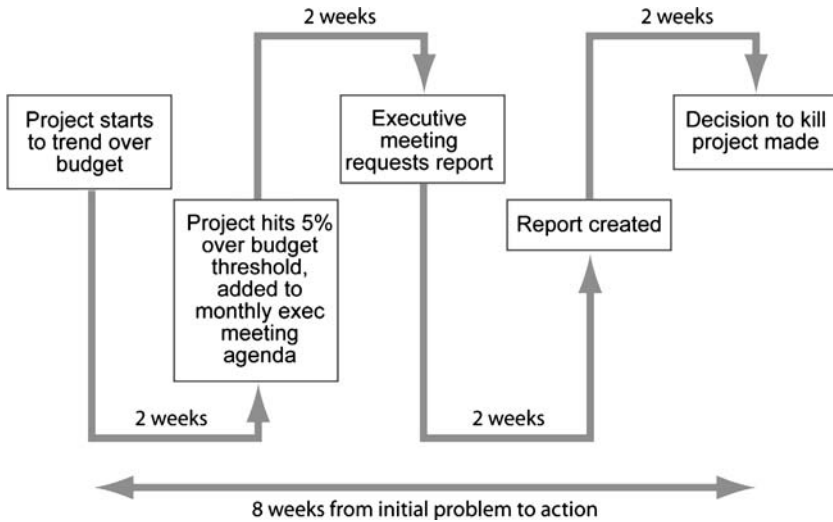 2 weeks
2 weeks
Project starts
to trend over
budget
Executive
meeting
requests report
Decision to kill
project made
Project hits 5%
over budget
threshold,
added to
monthly exec
meeting
agenda
Report created
2 weeks
2 weeks
8 weeks from initial problem to action